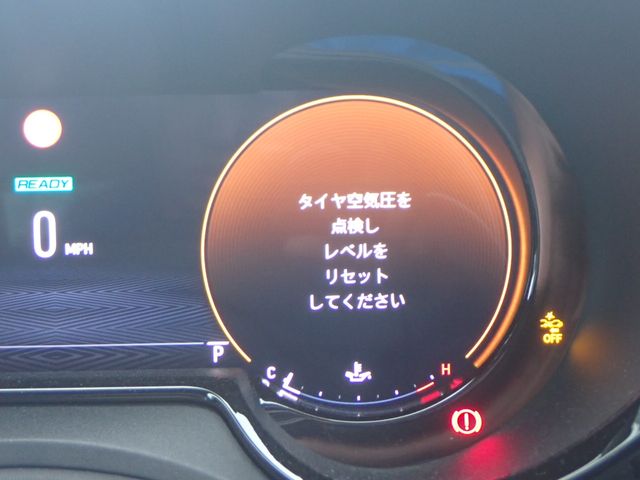 READY
0 MPH
タイヤ空気圧を
点検し
レベルを
リセット
してください
P
C H
OFF